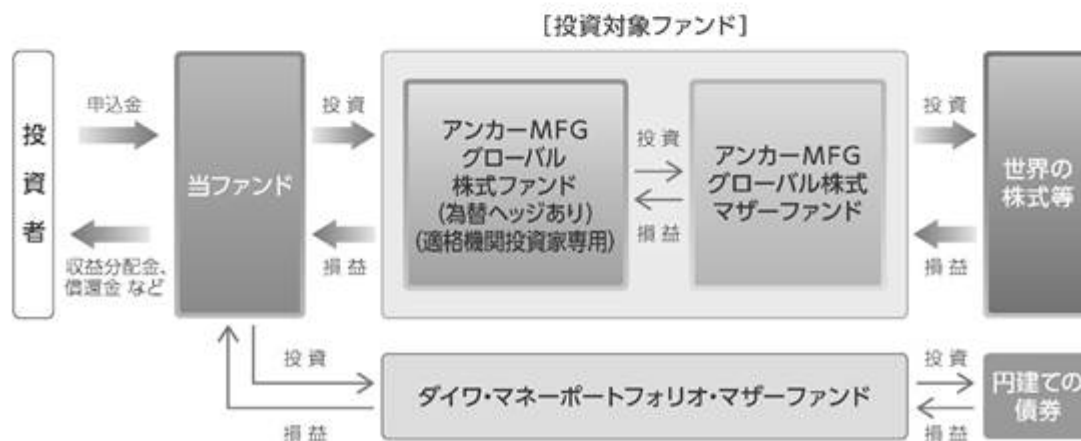 [投資対象ファンド]
投資者
申込金
収益分配金、
償還金 など
当ファンド
投資
損益
アンカーMFG
グローバル
株式ファンド
(為替ヘッジあり)
(適格機関投資家専用)
投資
損益
アンカーMFG
グローバル株式
マザーファンド
投資
損益
世界の
株式等
投資
損益
ダイワ・マネーポートフォリオ・マザーファンド
投資
損益
円建ての
債券